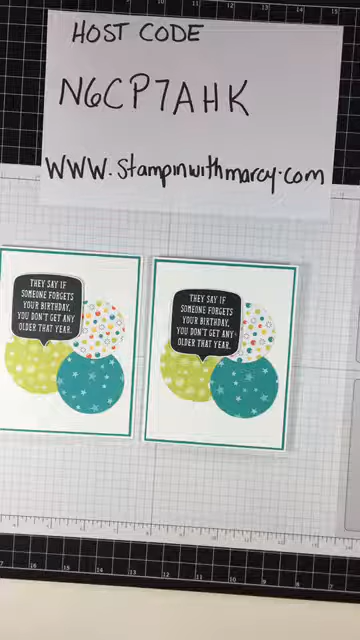 HOST CODE
N6CP7AHK
www.stampinwithmarcy.com
THEY SAY IF
SOMEONE FORGETS
YOUR BIRTHDAY,
YOU DON'T GET ANY
OLDER THAT YEAR.
THEY SAY IF
SOMEONE FORGETS
YOUR BIRTHDAY,
YOU DON'T GET ANY
OLDER THAT YEAR.